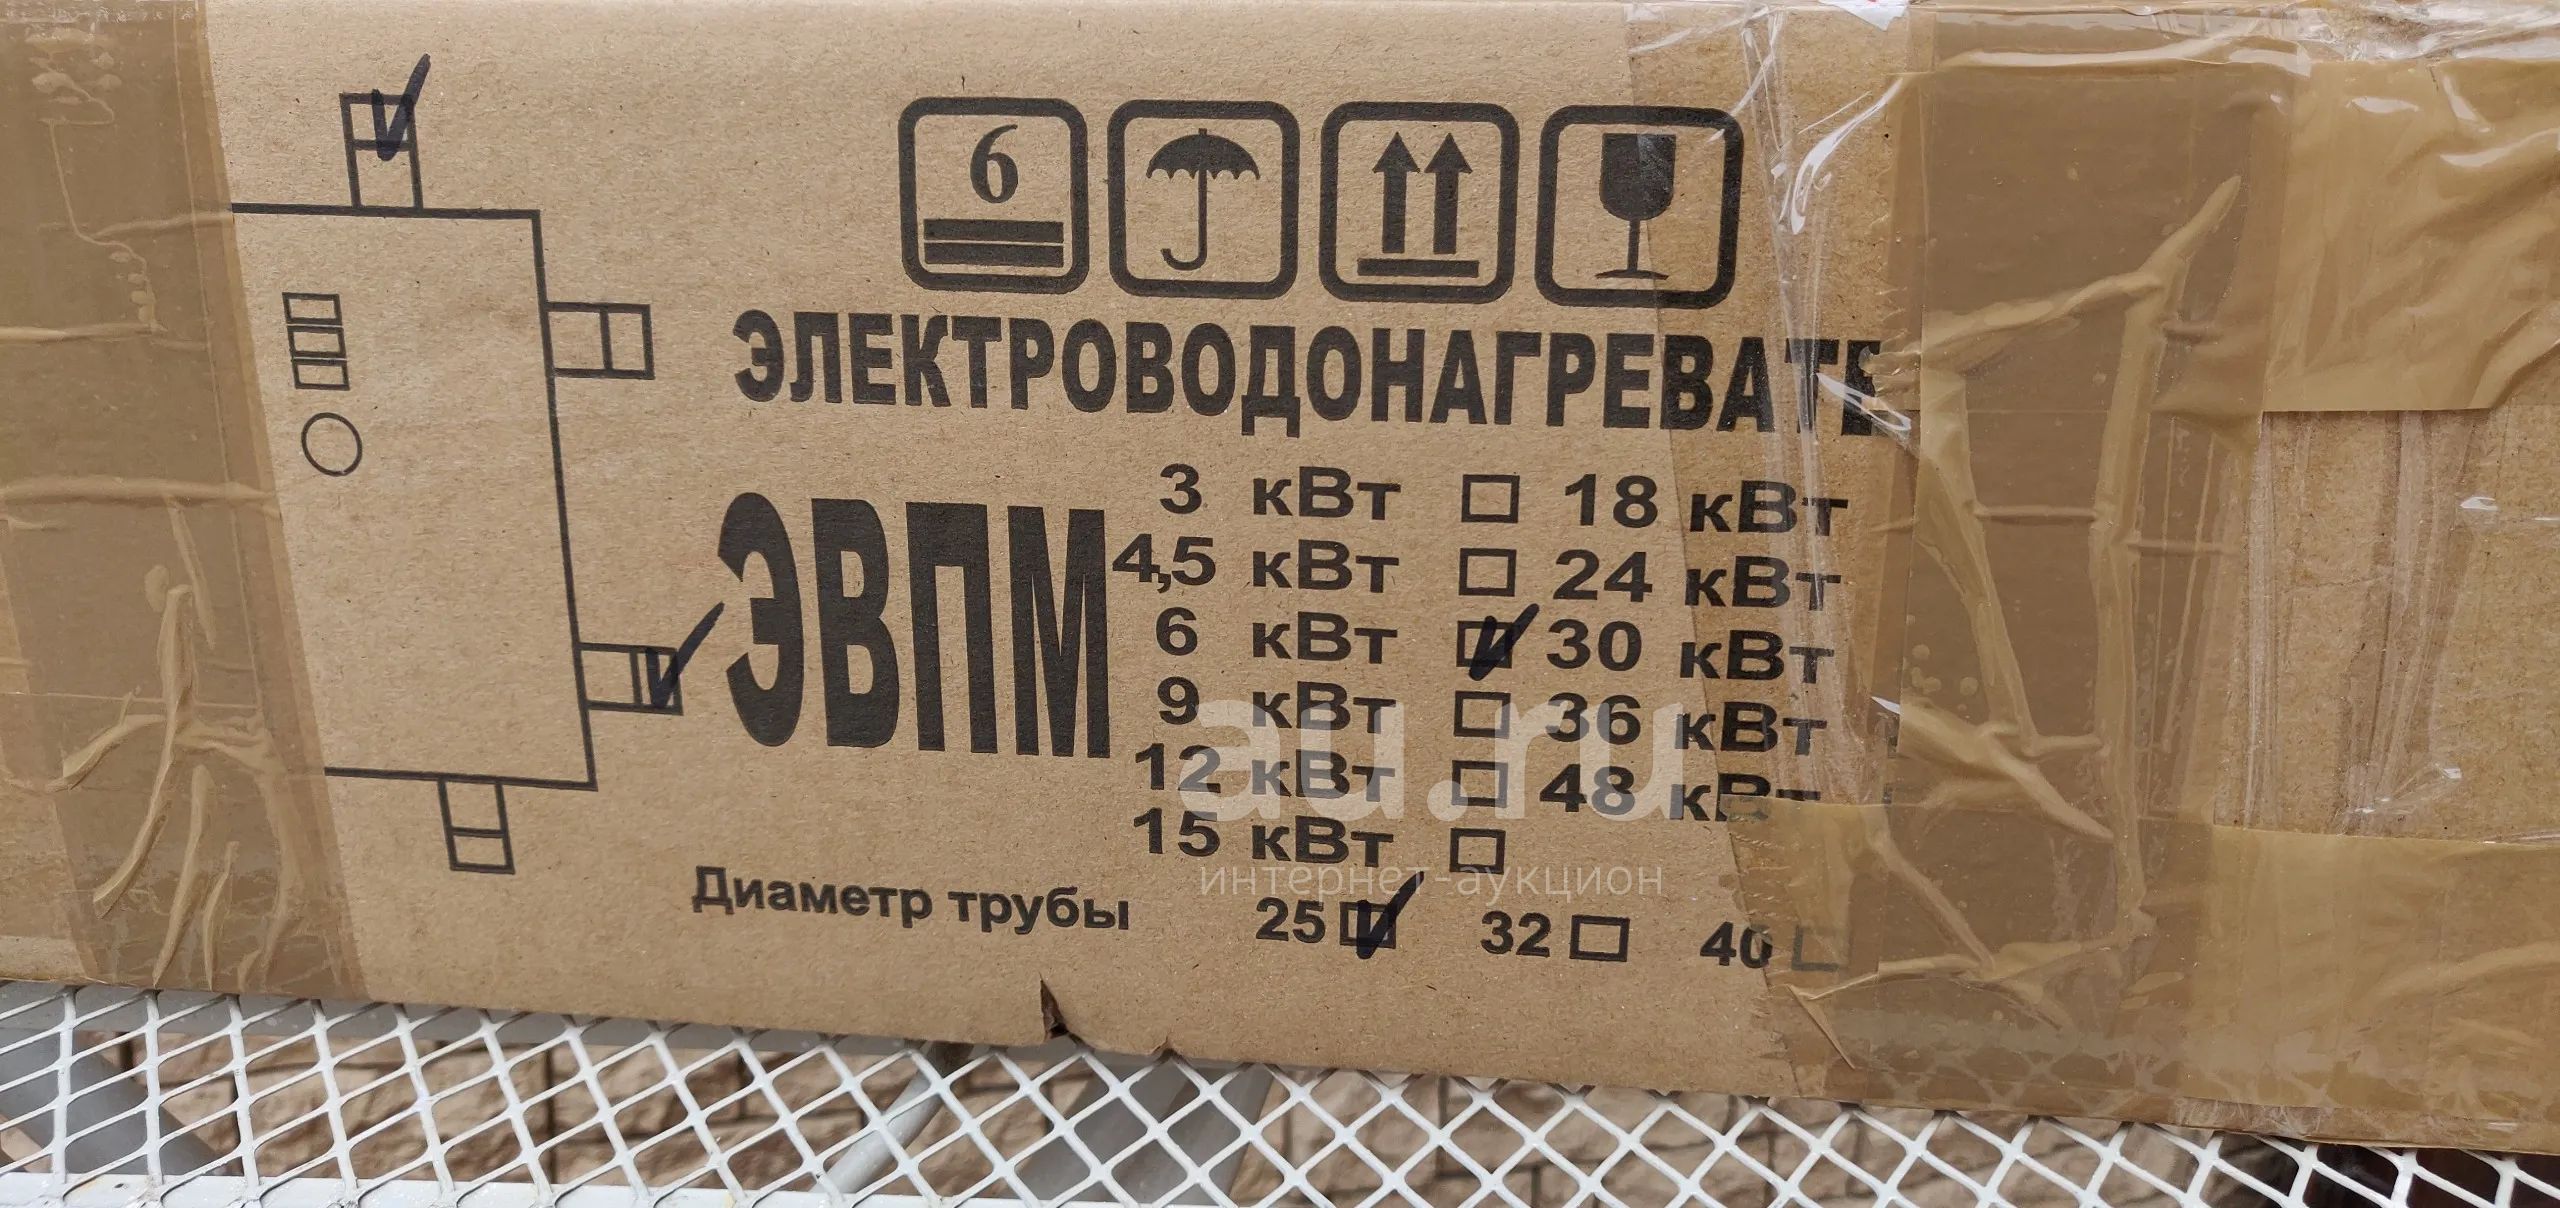 6
ЭЛЕКТРОВОДОНАГРЕВАТЕ
ЭВПМ
3 кВт 18 кВт
4,5 кВт 24 кВт
6 кВт 30 кВт
9 кВт 36 кВт
12 кВт 48 кВт
15 кВт
Диаметр трубы 25 32 40
au.ru
интернет-аукцион